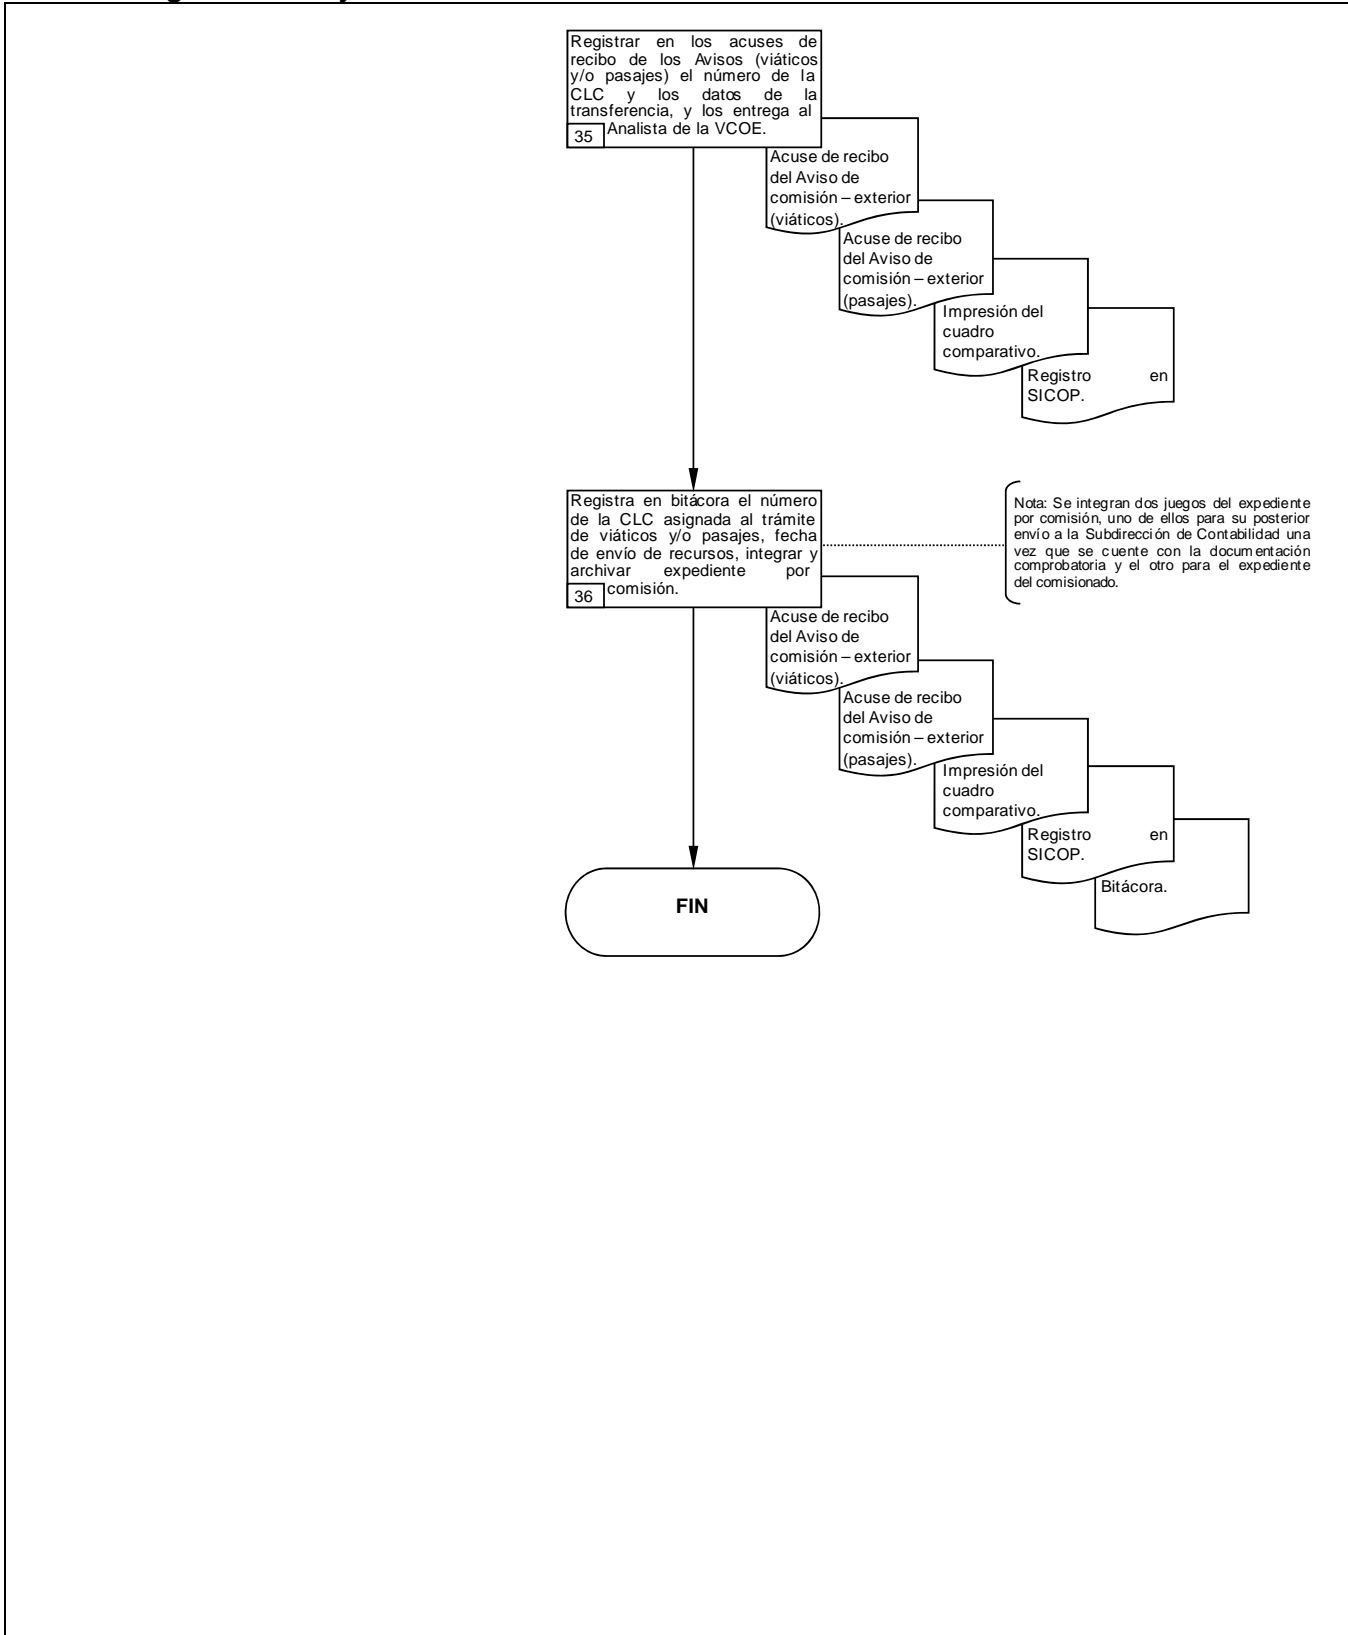 Registrar en los acuses de
recibo de los Avisos (viáticos
y/o pasajes) el número de la
CLC y los datos de la
transferencia, y los entrega al
35 Analista de la VCOE.
Acuse de recibo
del Aviso de
comisión – exterior
(viáticos).
Acuse de recibo
del Aviso de
comisión – exterior
(pasajes).
Impresión del
cuadro
comparativo.
Registro en
SICOP.
Registra en bitácora el número
de la CLC asignada al trámite
de viáticos y/o pasajes, fecha
de envío de recursos, integrar y
archivar expediente por
36 comisión.
Nota: Se integran dos juegos del expediente
por comisión, uno de ellos para su posterior
envío a la Subdirección de Contabilidad una
vez que se cuente con la documentación
comprobatoria y el otro para el expediente
del comisionado.
Acuse de recibo
del Aviso de
comisión – exterior
(viáticos).
Acuse de recibo
del Aviso de
comisión – exterior
(pasajes).
Impresión del
cuadro
comparativo.
Registro en
SICOP.
Bitácora.
FIN